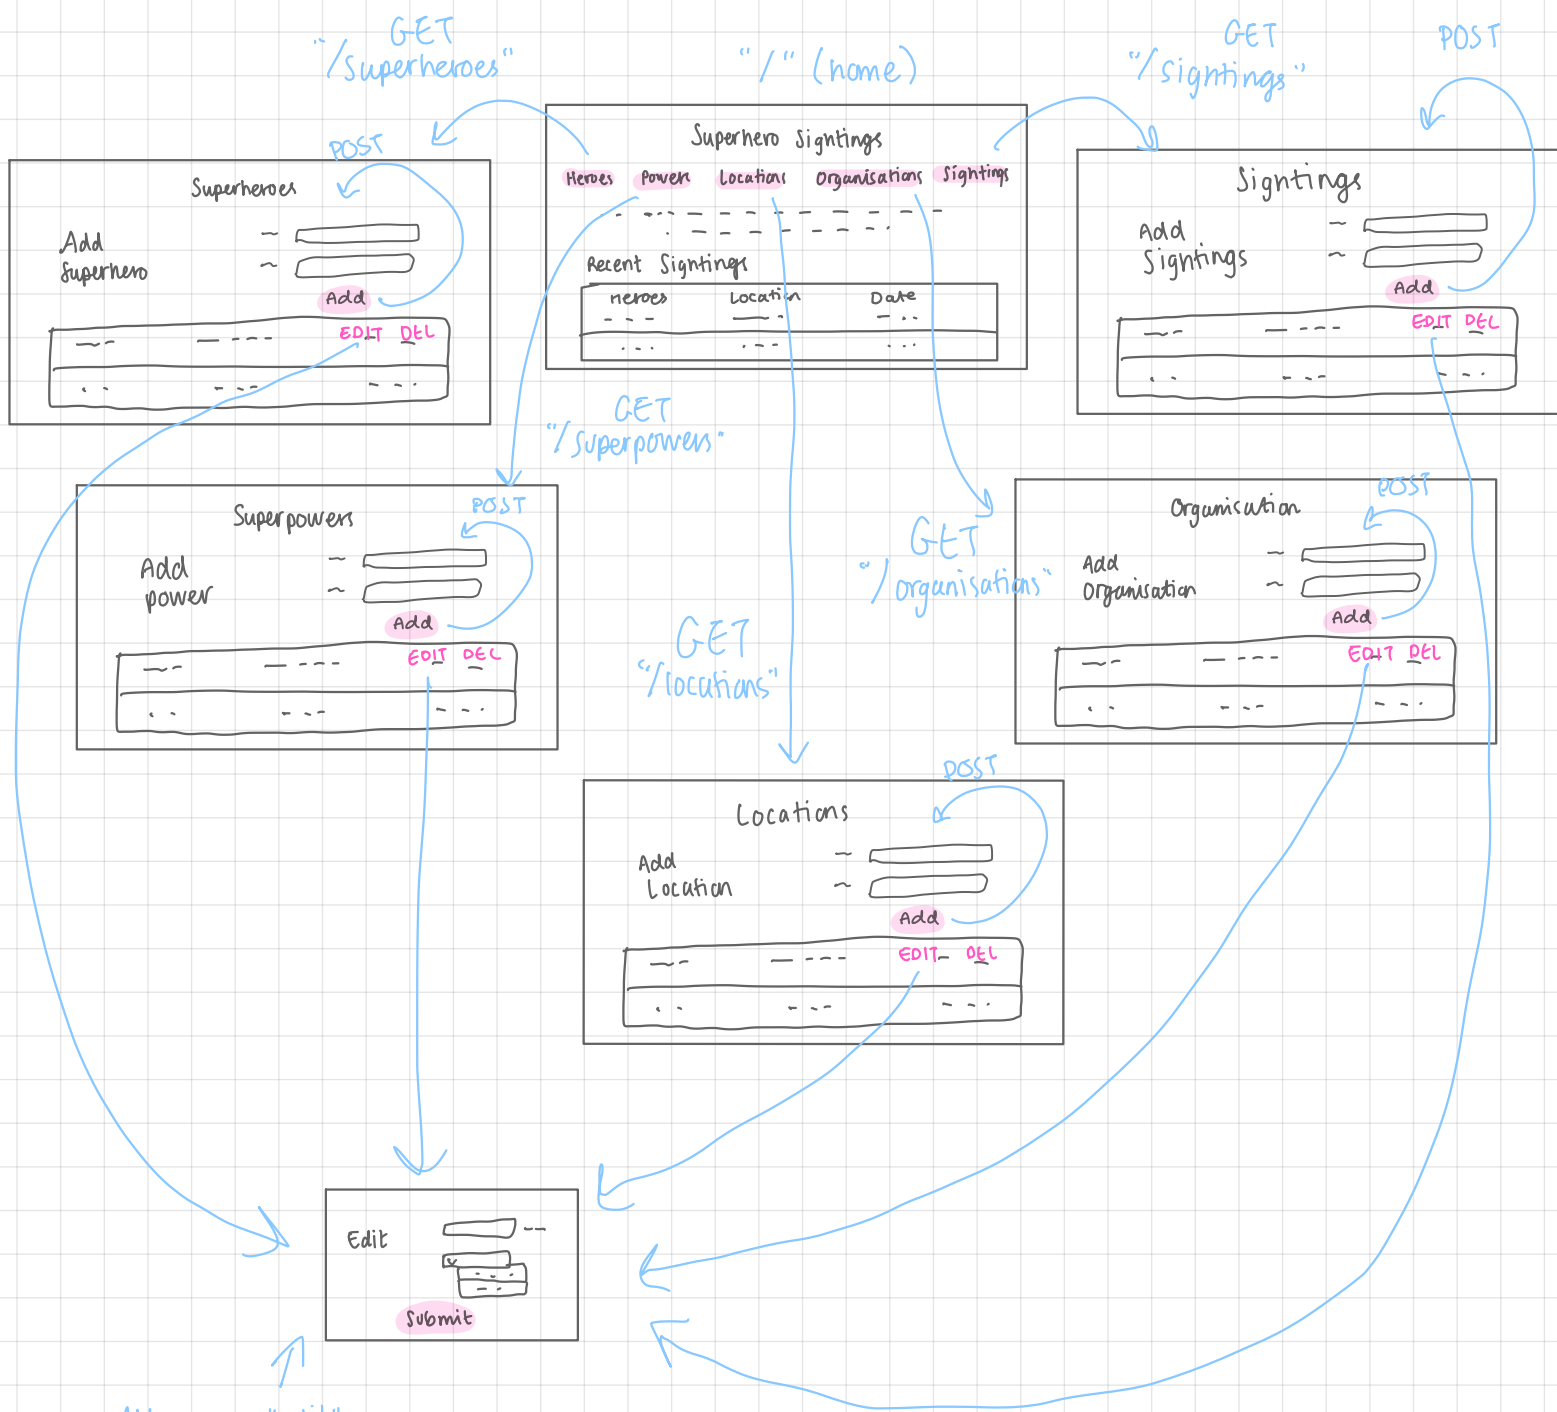 GET
"/Superheroes"
"/" (home)
GET
"/sightings"
POST
POST
Superheroes
Add
Superhero
Add
EDIT DEL
Superhero Sightings
Heroes Powers Locations Organisations Sightings
Recent Sightings
Heroes Location Date
Sightings
Add
Sightings
Add
EDIT DEL
GET
"/superpowers"
Superpowers
POST
Add
power
Add
EDIT DEL
GET
"/organisations"
Organisation
POST
Add
Organisation
Add
EDIT DEL
GET
"/locations"
POST
Locations
Add
Location
Add
EDIT DEL
Edit
Submit